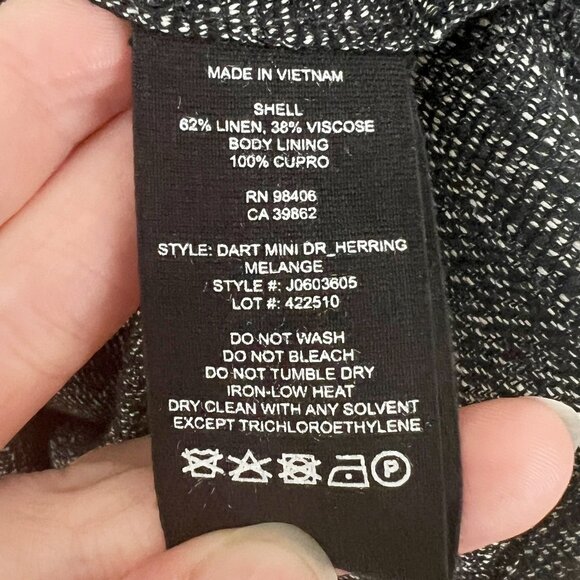 MADE IN VIETNAM
SHELL
62% LINEN, 38% VISCOSE
BODY LINING
100% CUPRO
RN 98406
CA 39862
STYLE: DART MINI DR_HERRING
MELANGE
STYLE #: J0603605
LOT #: 422510
DO NOT WASH
DO NOT BLEACH
DO NOT TUMBLE DRY
IRON-LOW HEAT
DRY CLEAN WITH ANY SOLVENT
EXCEPT TRICHLOROETHYLENE
P